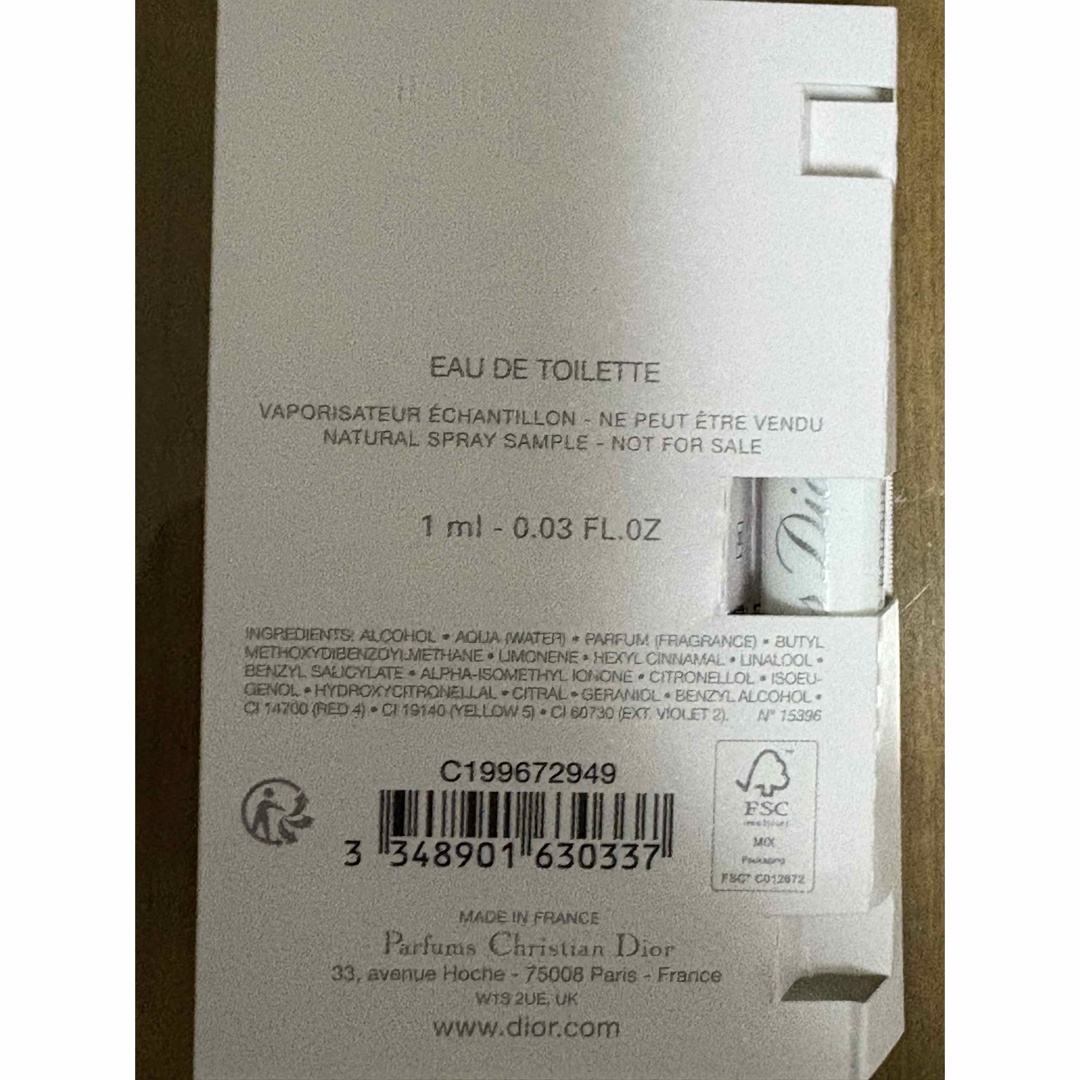 EAU DE TOILETTE
VAPORISATEUR ÉCHANTILLON - NE PEUT ÊTRE VENDU
NATURAL SPRAY SAMPLE - NOT FOR SALE
1 ml - 0.03 FL.OZ
Dio
INGREDIENTS: ALCOHOL • AQUA (WATER) • PARFUM (FRAGRANCE) • BUTYL
METHOXYDIBENZOYLMETHANE • LIMONENE • HEXYL CINNAMAL • LINALOOL •
BENZYL SALICYLATE • ALPHA-ISOMETHYL IONONE • CITRONELLOL • ISOEU-
GENOL • HYDROXYCITRONELLAL • CITRAL • GERANIOL • BENZYL ALCOHOL •
CI 14700 (RED 4) • CI 19140 (YELLOW 5) • CI 60730 (EXT. VIOLET 2). N° 15396
C199672949
3 348901 630337
FSC
MIX
Packaging
FSC® C012872
MADE IN FRANCE
Parfums Christian Dior
33, avenue Hoche - 75008 Paris - France
W1S 2UE, UK
www.dior.com